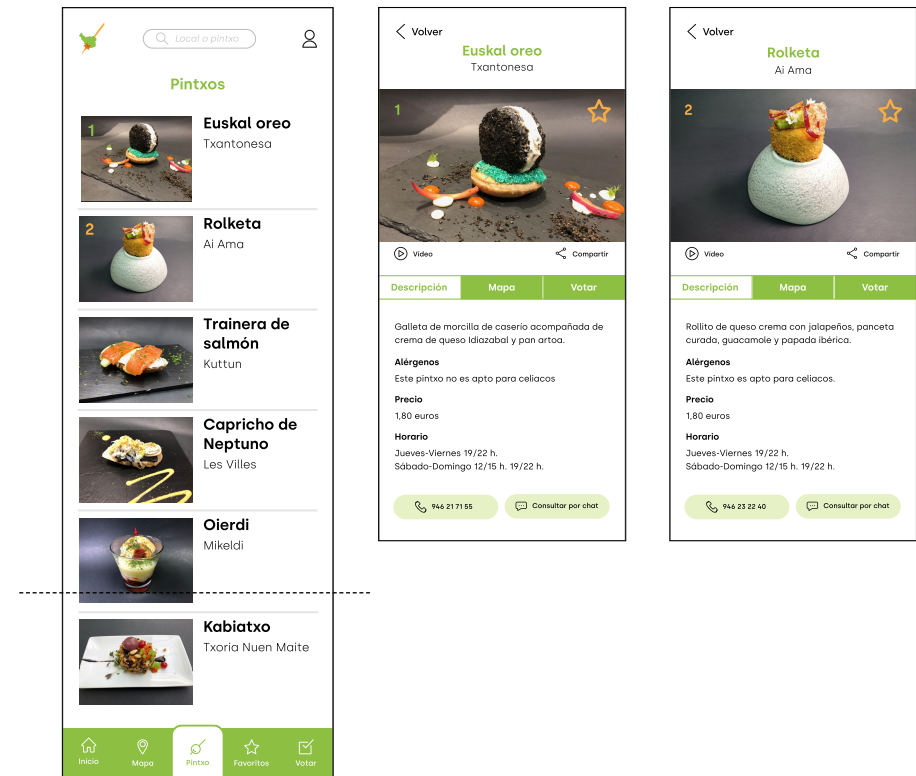 Local o pintxo
Pintxos
1
Euskal oreo
Txantonesa
2
Rolketa
Ai Ama
Trainera de
salmón
Kuttun
Capricho de
Neptuno
Les Villes
Oierdi
Mikeldi
Kabiatxo
Txoria Nuen Maite
Inicio
Mapa
Pintxo
Favoritos
Votar
Volver
Euskal oreo
Txantonesa
1
Video
Compartir
Descripción
Mapa
Votar
Galleta de morcilla de caserio acompañada de
crema de queso Idiazabal y pan artoa.
Alérgenos
Este pintxo no es apto para celiacos
Precio
1,80 euros
Horario
Jueves-Viernes 19/22 h.
Sábado-Domingo 12/15 h. 19/22 h.
946 21 71 55
Consultar por chat
Volver
Rolketa
Ai Ama
2
Video
Compartir
Descripción
Mapa
Votar
Rollito de queso crema con jalapeños, panceta
curada, guacamole y papada ibérica.
Alérgenos
Este pintxo es apto para celiacos.
Precio
1,80 euros
Horario
Jueves-Viernes 19/22 h.
Sábado-Domingo 12/15 h. 19/22 h.
946 23 22 40
Consultar por chat